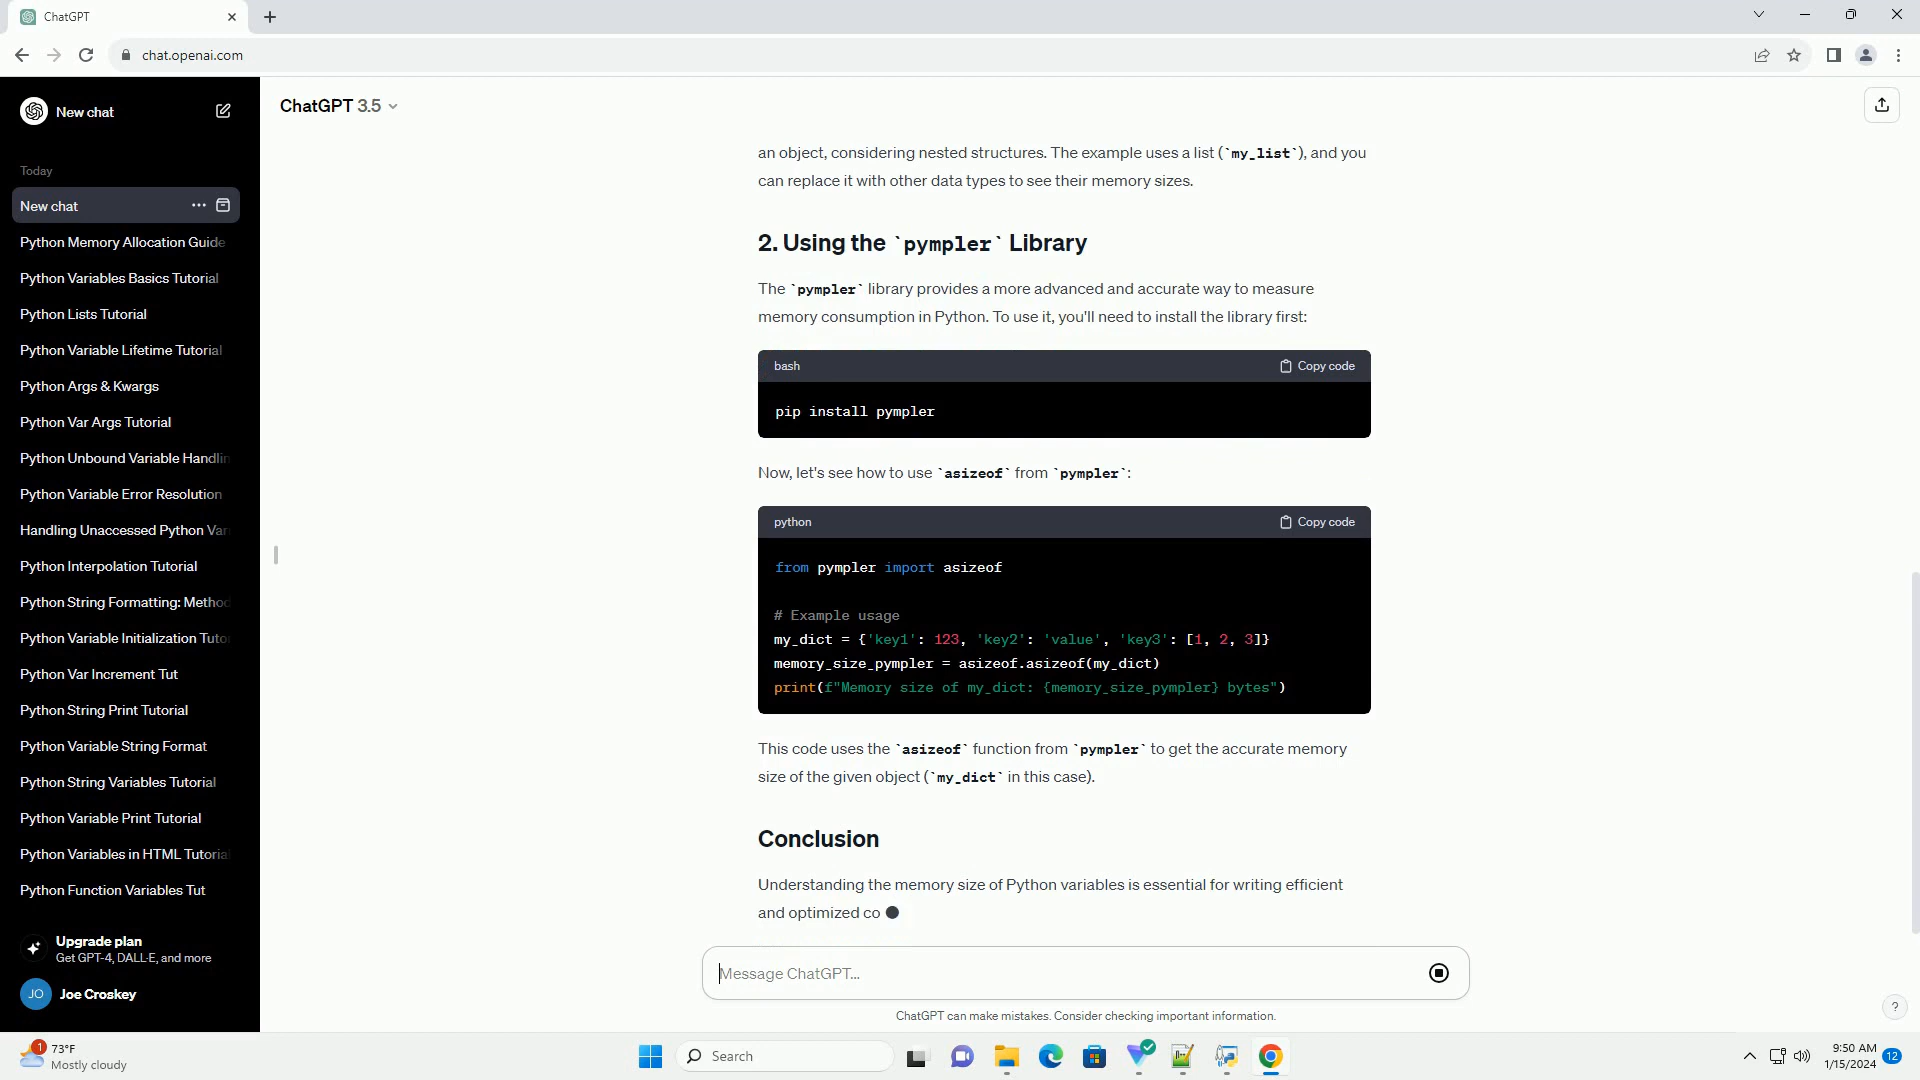 ChatGPT
chat.openai.com
New chat
Today
New chat
Python Memory Allocation Guide
Python Variables Basics Tutorial
Python Lists Tutorial
Python Variable Lifetime Tutorial
Python Args & Kwargs
Python Var Args Tutorial
Python Unbound Variable Handlin
Python Variable Error Resolution
Handling Unaccessed Python Var
Python Interpolation Tutorial
Python String Formatting: Metho
Python Variable Initialization Tuto
Python Var Increment Tut
Python String Print Tutorial
Python Variable String Format
Python String Variables Tutorial
Python Variable Print Tutorial
Python Variables in HTML Tutoria
Python Function Variables Tut
Upgrade plan
Get GPT-4, DALL·E, and more
JO Joe Croskey
ChatGPT 3.5
an object, considering nested structures. The example uses a list (`my_list`), and you
can replace it with other data types to see their memory sizes.
2. Using the `pympler` Library
The `pympler` library provides a more advanced and accurate way to measure
memory consumption in Python. To use it, you'll need to install the library first:
bash Copy code
pip install pympler
Now, let's see how to use `asizeof` from `pympler`:
python Copy code
from pympler import asizeof
# Example usage
my_dict = {'key1': 123, 'key2': 'value', 'key3': [1, 2, 3]}
memory_size_pympler = asizeof.asizeof(my_dict)
print(f"Memory size of my_dict: {memory_size_pympler} bytes")
This code uses the `asizeof` function from `pympler` to get the accurate memory
size of the given object (`my_dict` in this case).
Conclusion
Understanding the memory size of Python variables is essential for writing efficient
and optimized co
Message ChatGPT...
ChatGPT can make mistakes. Consider checking important information.
?
1
73°F
Mostly cloudy
Search
9:50 AM
1/15/2024
12